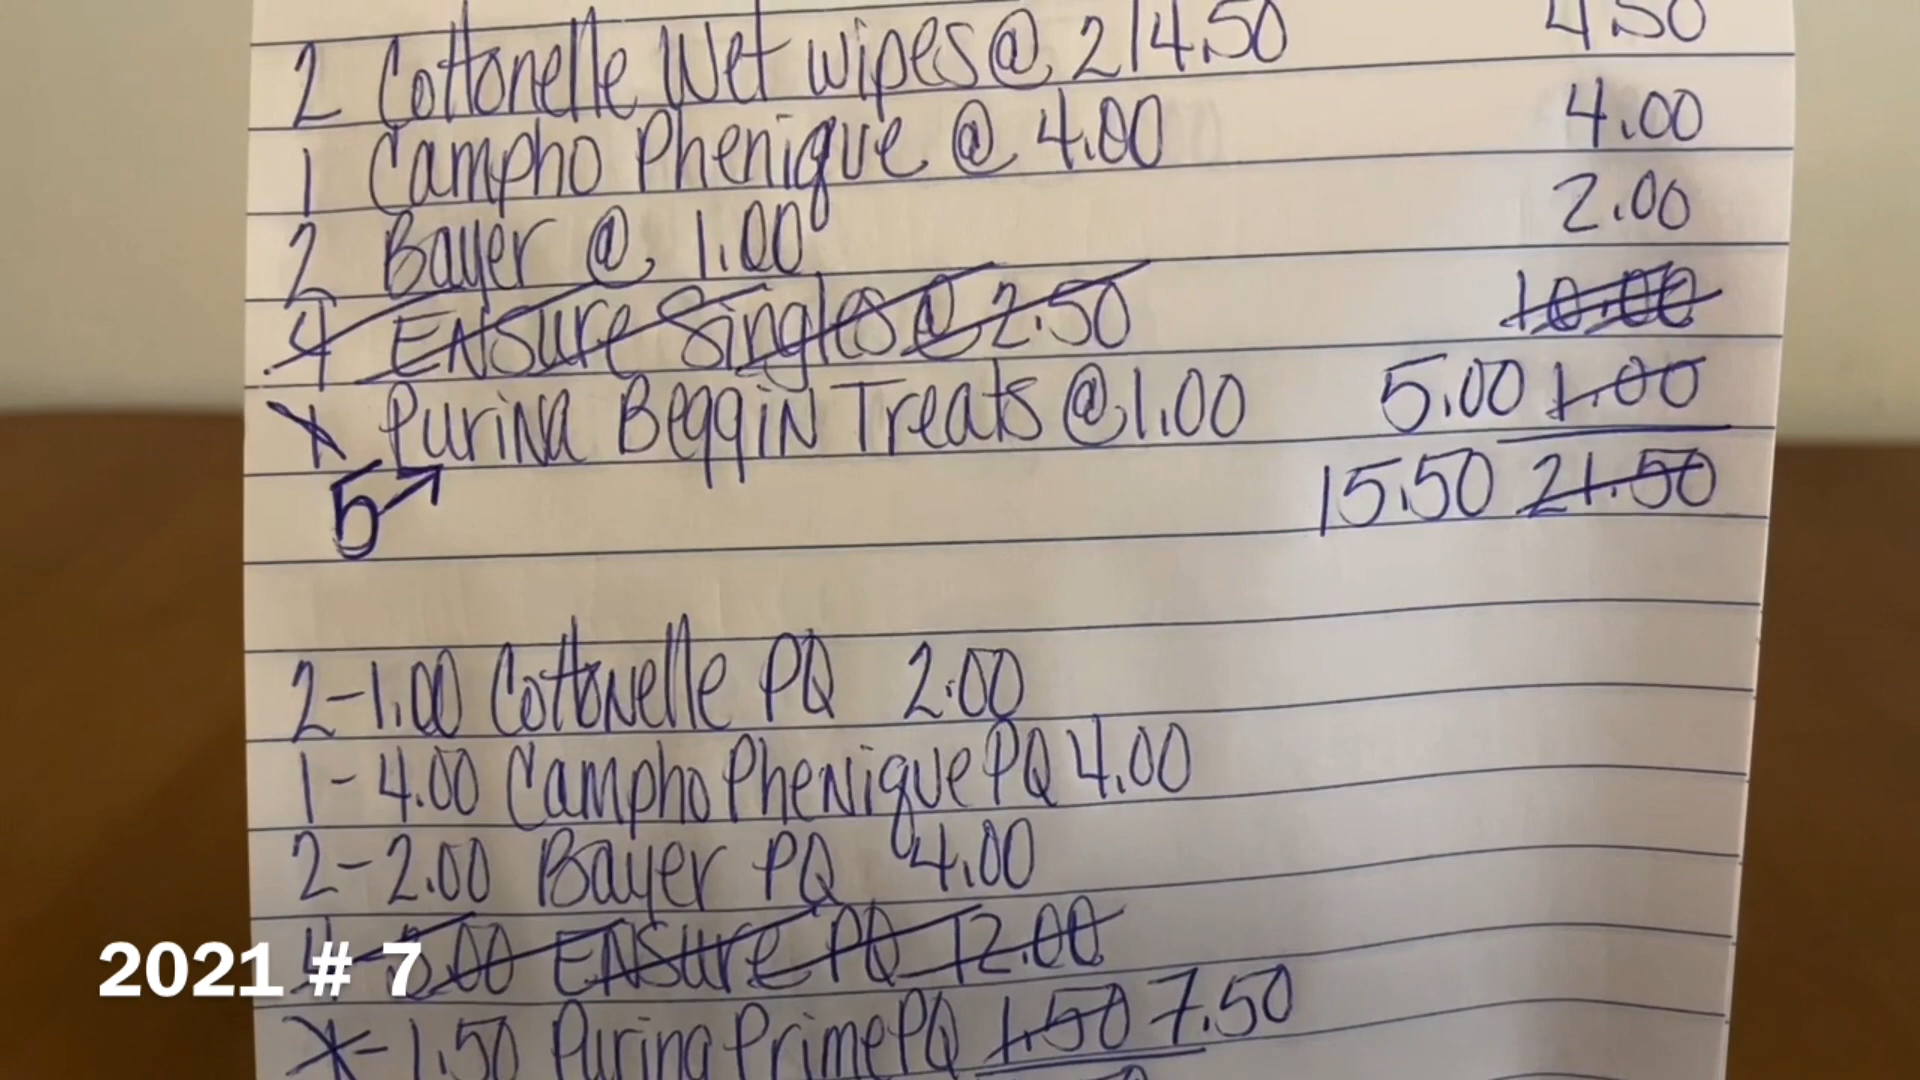 2 Cottonelle Wet wipes @ 2/4.50 4.50
1 Campho Phenique @ 4.00 4.00
2 Bayer @ 1.00 2.00
4 ENSure Singles @ 2.50 10.00
1 Purina BeggiN Treats @ 1.00 5.00 1.00
5 15.50 21.50
2-1.00 Cottonelle PQ 2.00
1-4.00 Campho Phenique PQ 4.00
2-2.00 Bayer PQ 4.00
4-3.00 ENSure PQ 12.00
1-1.50 Purina Prime PQ 1.50 7.50
2021 # 7